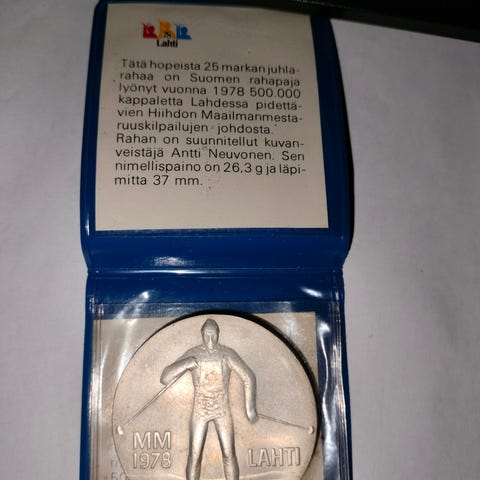 Lahti
Tätä hopeista 25 markan juhla-
rahaa on Suomen rahapaja
lyönyt vuonna 1978 500.000
kappaletta Lahdessa pidettä-
vien Hiihdon Maailmanmesta-
ruuskilpailujen johdosta.
Rahan on suunnitellut kuvan-
veistäjä Antti Neuvonen. Sen
nimellispaino on 26,3 g ja läpi-
mitta 37 mm.
MM
1978
LAHTI